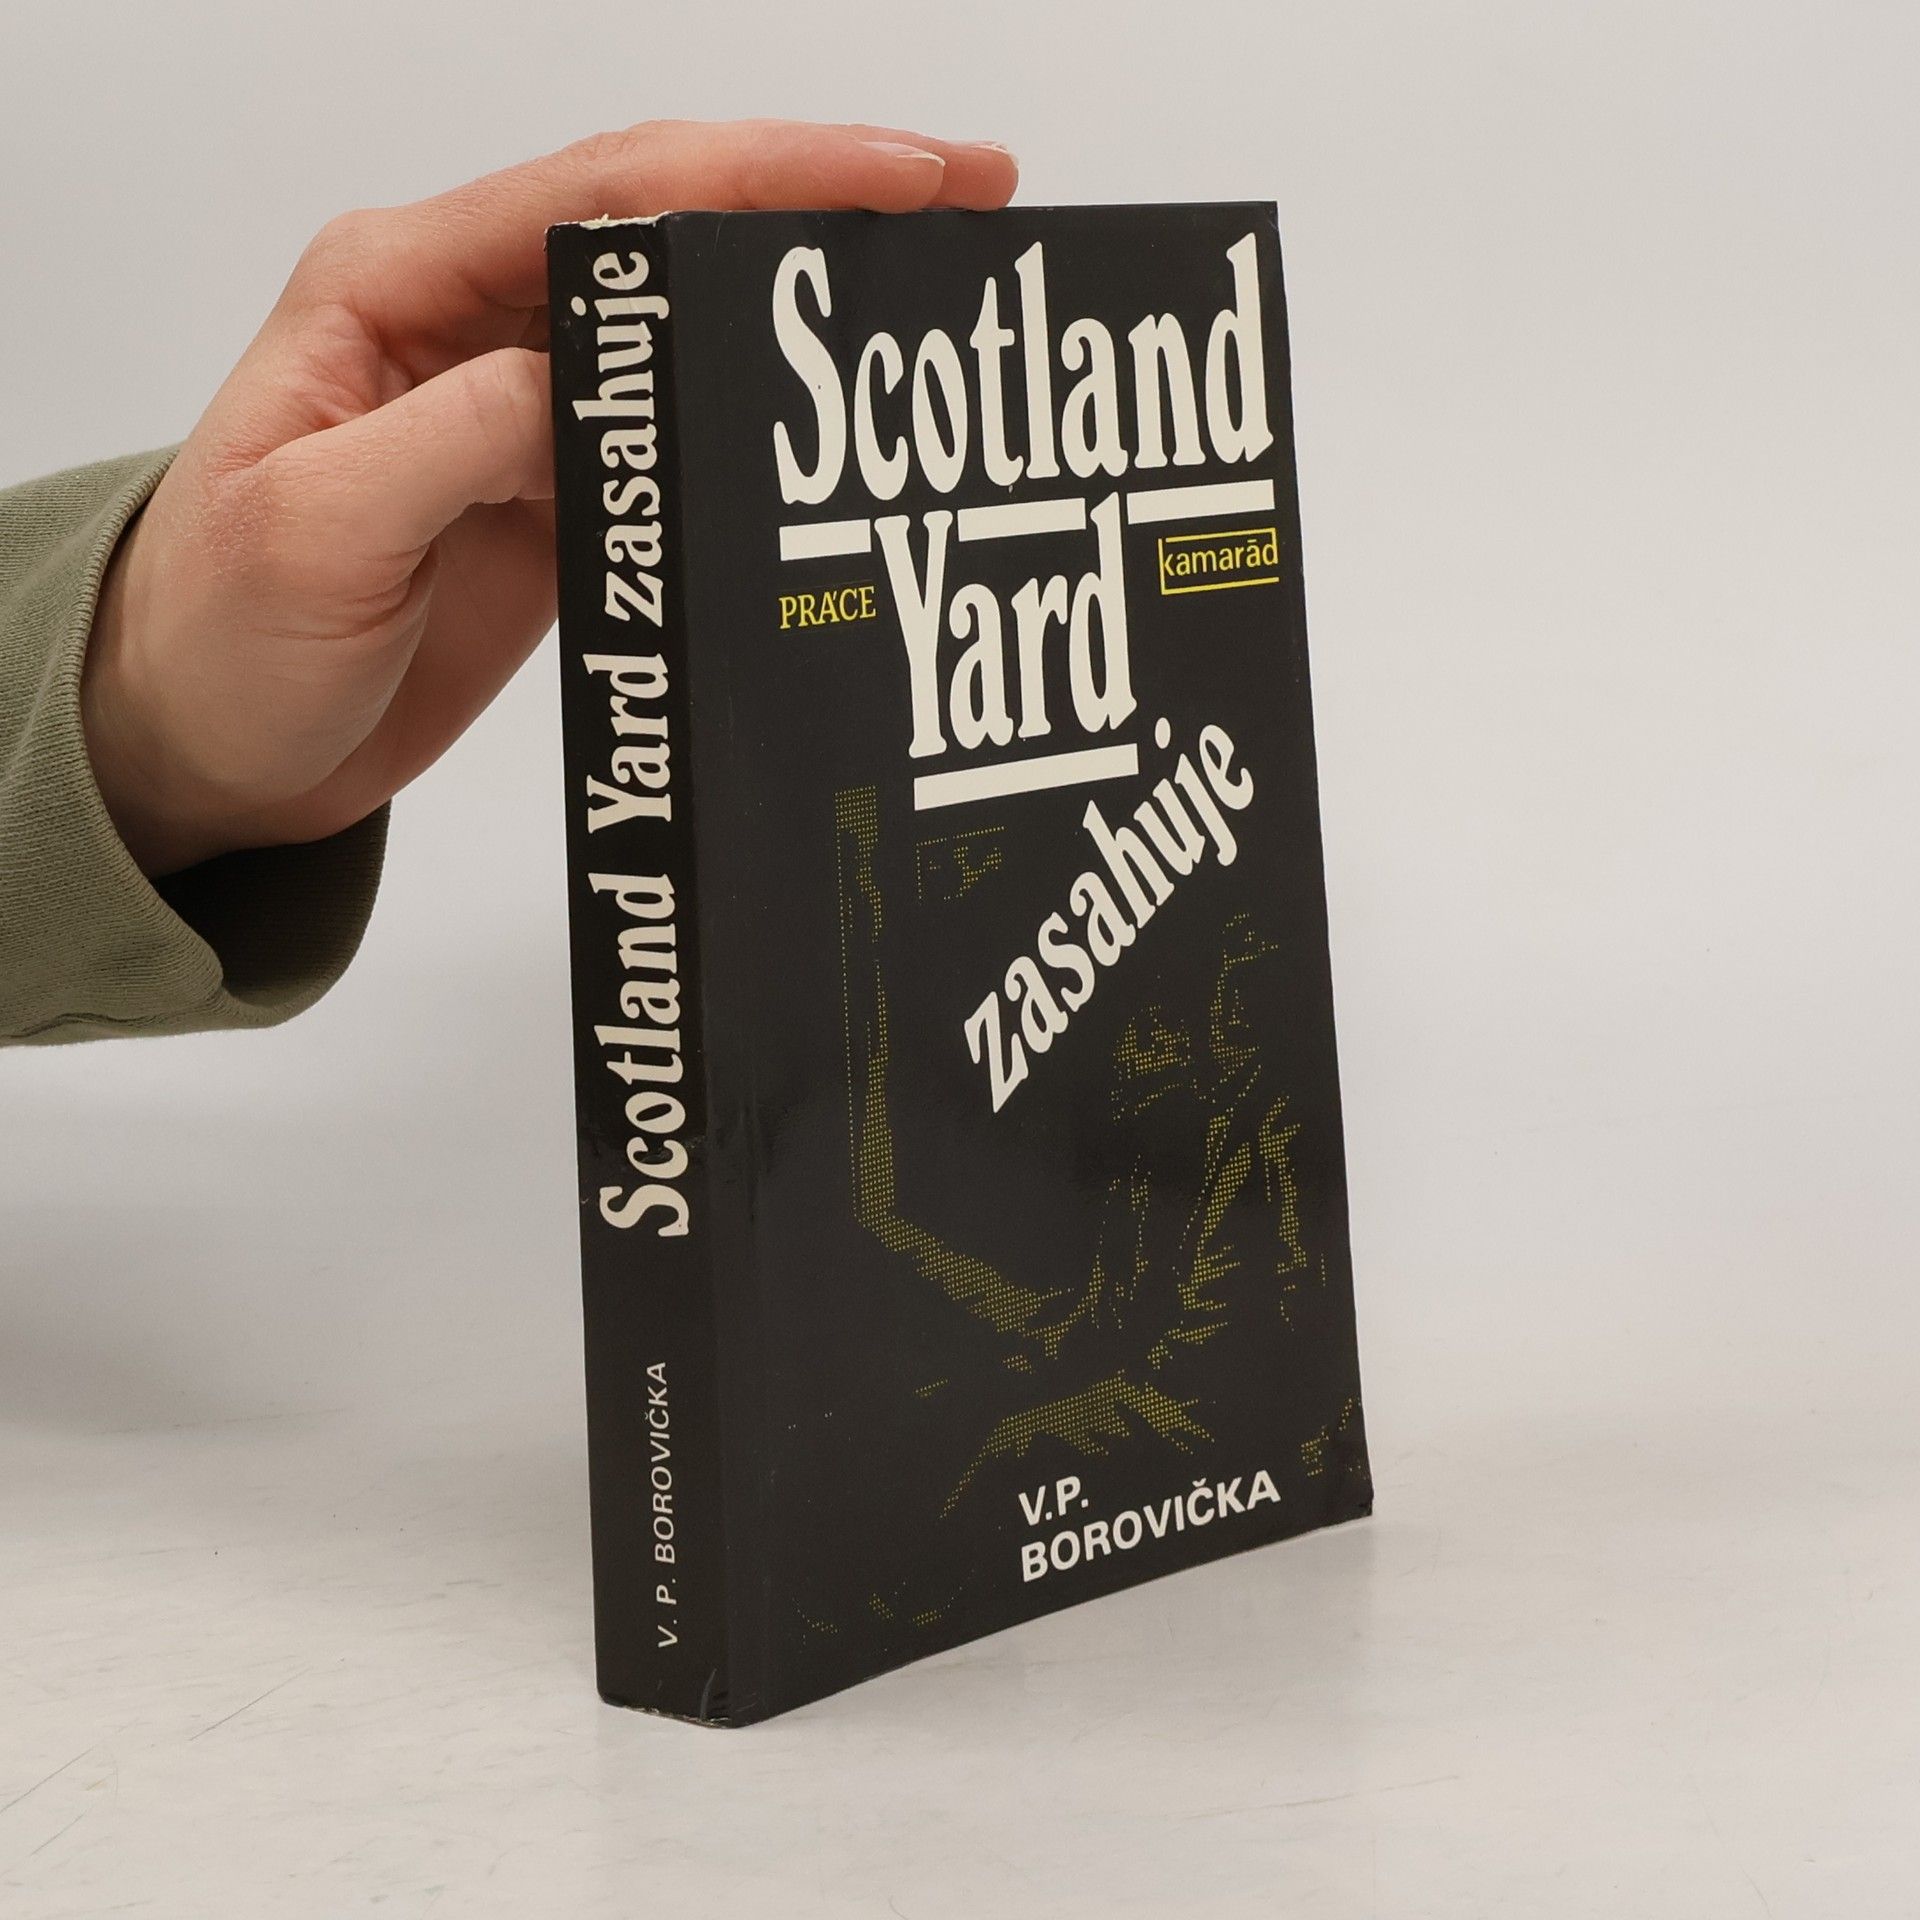 Scotland Yard zasahuje
V. P. BOROVIČKA
Scotland
Yard
PRÁCE
kamarád
zasahuje
V.P.
BOROVIČKA